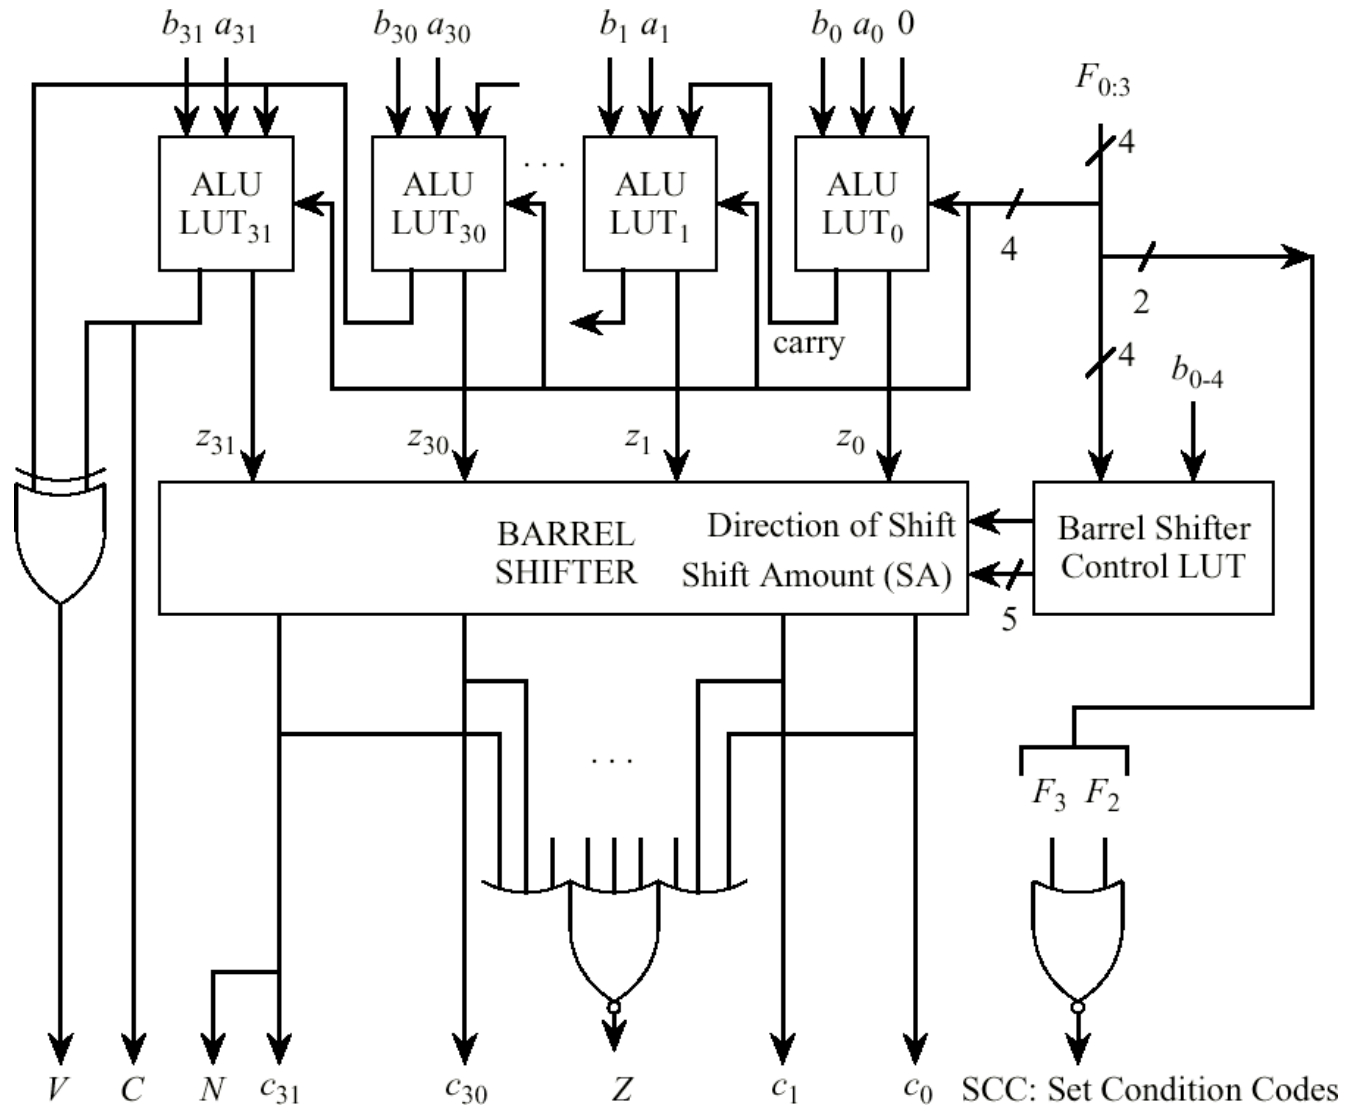 b31 a31 b30 a30 b1 a1 b0 a0 0
F0:3
4
ALU ALU . . . ALU ALU
LUT31 LUT30 LUT1 LUT0
4
2
carry
4
b0-4
z31 z30 z1 z0
BARREL
SHIFTER
Direction of Shift
Shift Amount (SA)
Barrel Shifter
Control LUT
5
. . .
F3 F2
V C N c31 c30 Z c1 c0 SCC: Set Condition Codes